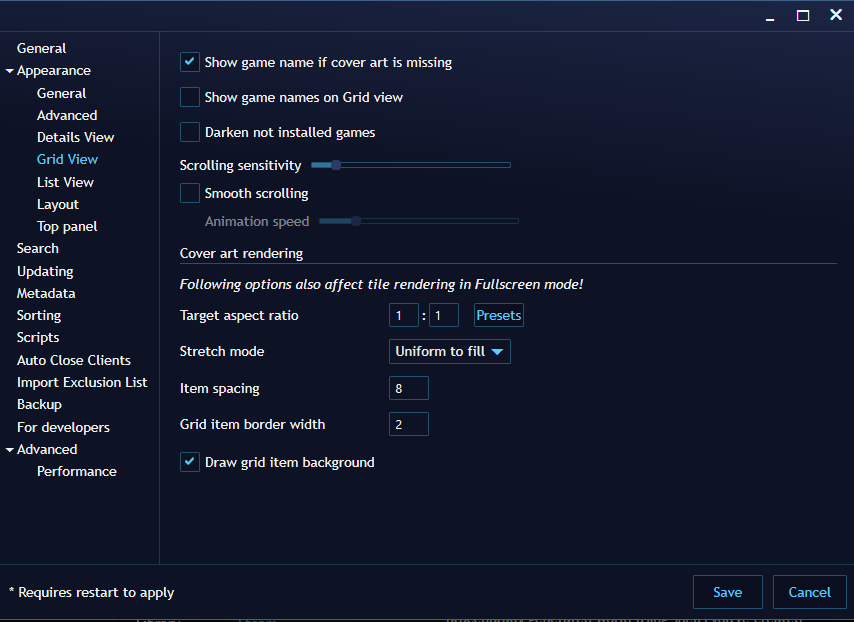 General
Appearance
General
Advanced
Details View
Grid View
List View
Layout
Top panel
Search
Updating
Metadata
Sorting
Scripts
Auto Close Clients
Import Exclusion List
Backup
For developers
Advanced
Performance
Show game name if cover art is missing
Show game names on Grid view
Darken not installed games
Scrolling sensitivity
Smooth scrolling
Animation speed
Cover art rendering
Following options also affect tile rendering in Fullscreen mode!
Target aspect ratio 1 : 1 Presets
Stretch mode Uniform to fill
Item spacing 8
Grid item border width 2
Draw grid item background
* Requires restart to apply Save Cancel